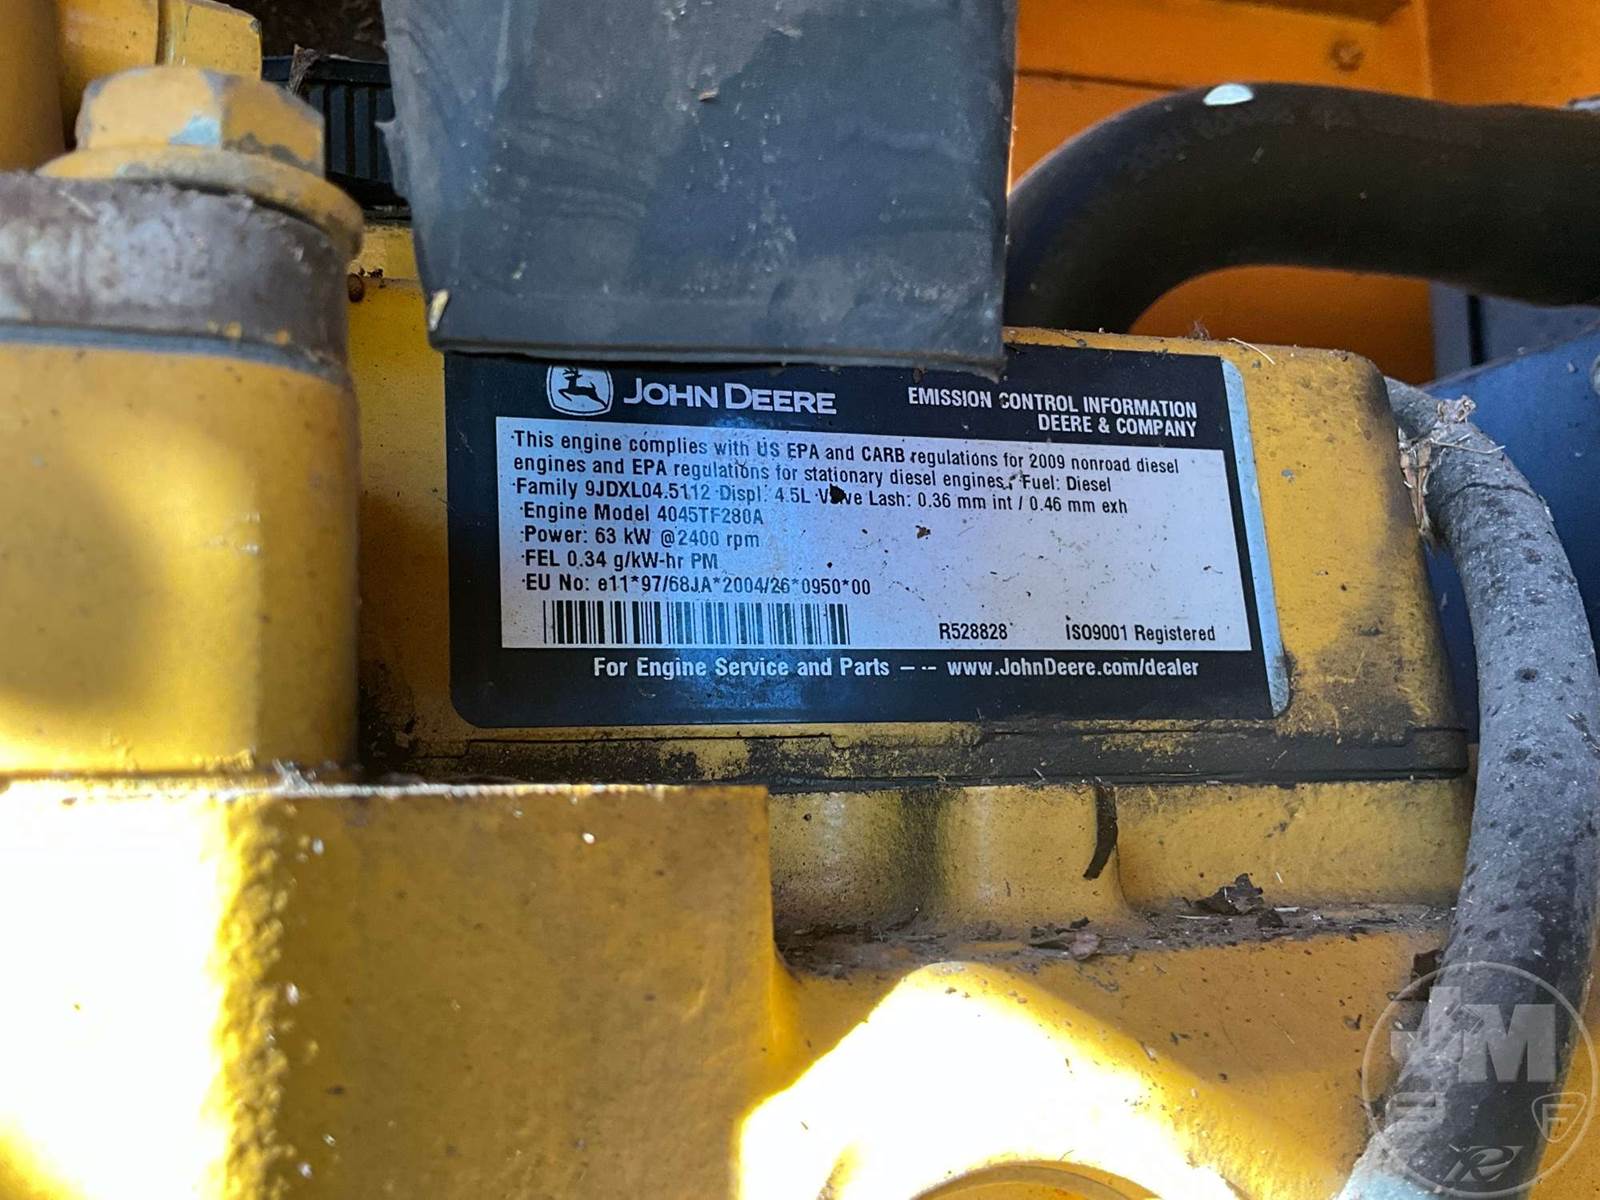 JOHN DEERE
EMISSION CONTROL INFORMATION
DEERE & COMPANY
This engine complies with US EPA and CARB regulations for 2009 nonroad diesel
engines and EPA regulations for stationary diesel engines. Fuel: Diesel
Family 9JDXL04.5112 Displ: 4.5L Valve Lash: 0.36 mm int / 0.46 mm exh
Engine Model 4045TF280A
Power: 63 kW @2400 rpm
FEL 0.34 g/kW-hr PM
EU No: e11*97/68JA*2004/26*0950*00
R528828 ISO9001 Registered
For Engine Service and Parts – -- www.JohnDeere.com/dealer
JM